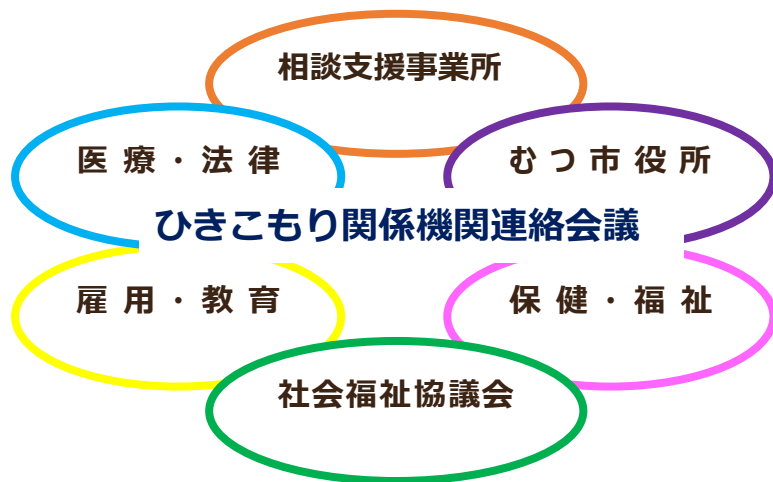 相談支援事業所
医療・法律
むつ市役所
ひきこもり関係機関連絡会議
雇用・教育
保健・福祉
社会福祉協議会